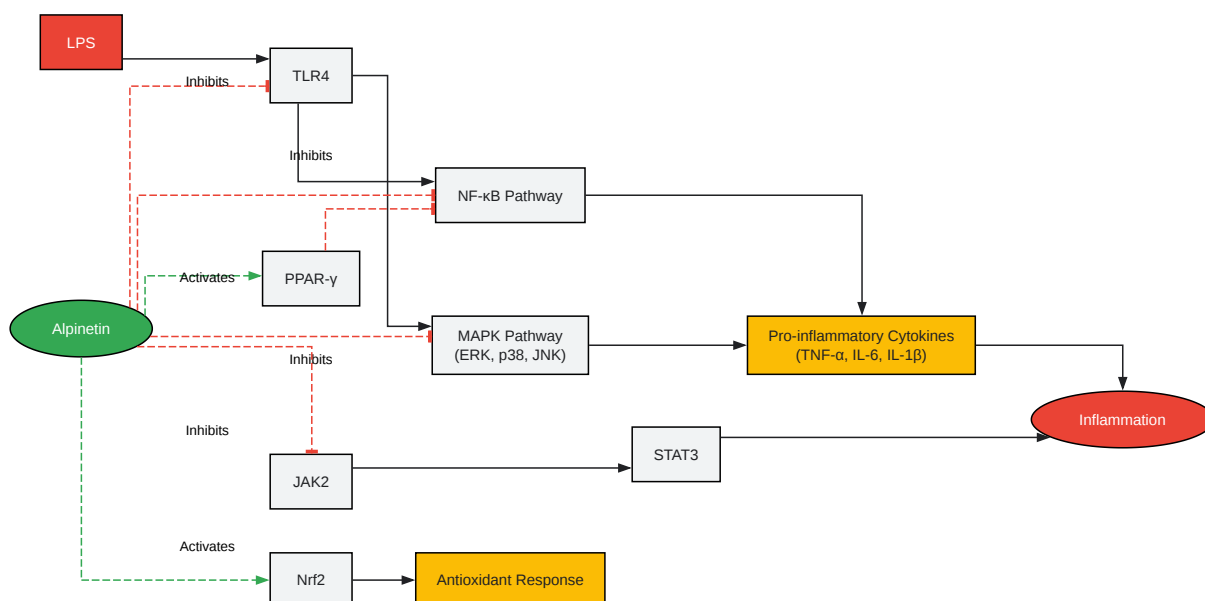 LPS
TLR4
Inhibits
Inhibits
NF-κB Pathway
Activates
PPAR-γ
Alpinetin
MAPK Pathway
(ERK, p38, JNK)
Pro-inflammatory Cytokines
(TNF-α, IL-6, IL-1β)
Inhibits
Inflammation
Inhibits
STAT3
JAK2
Activates
Nrf2
Antioxidant Response